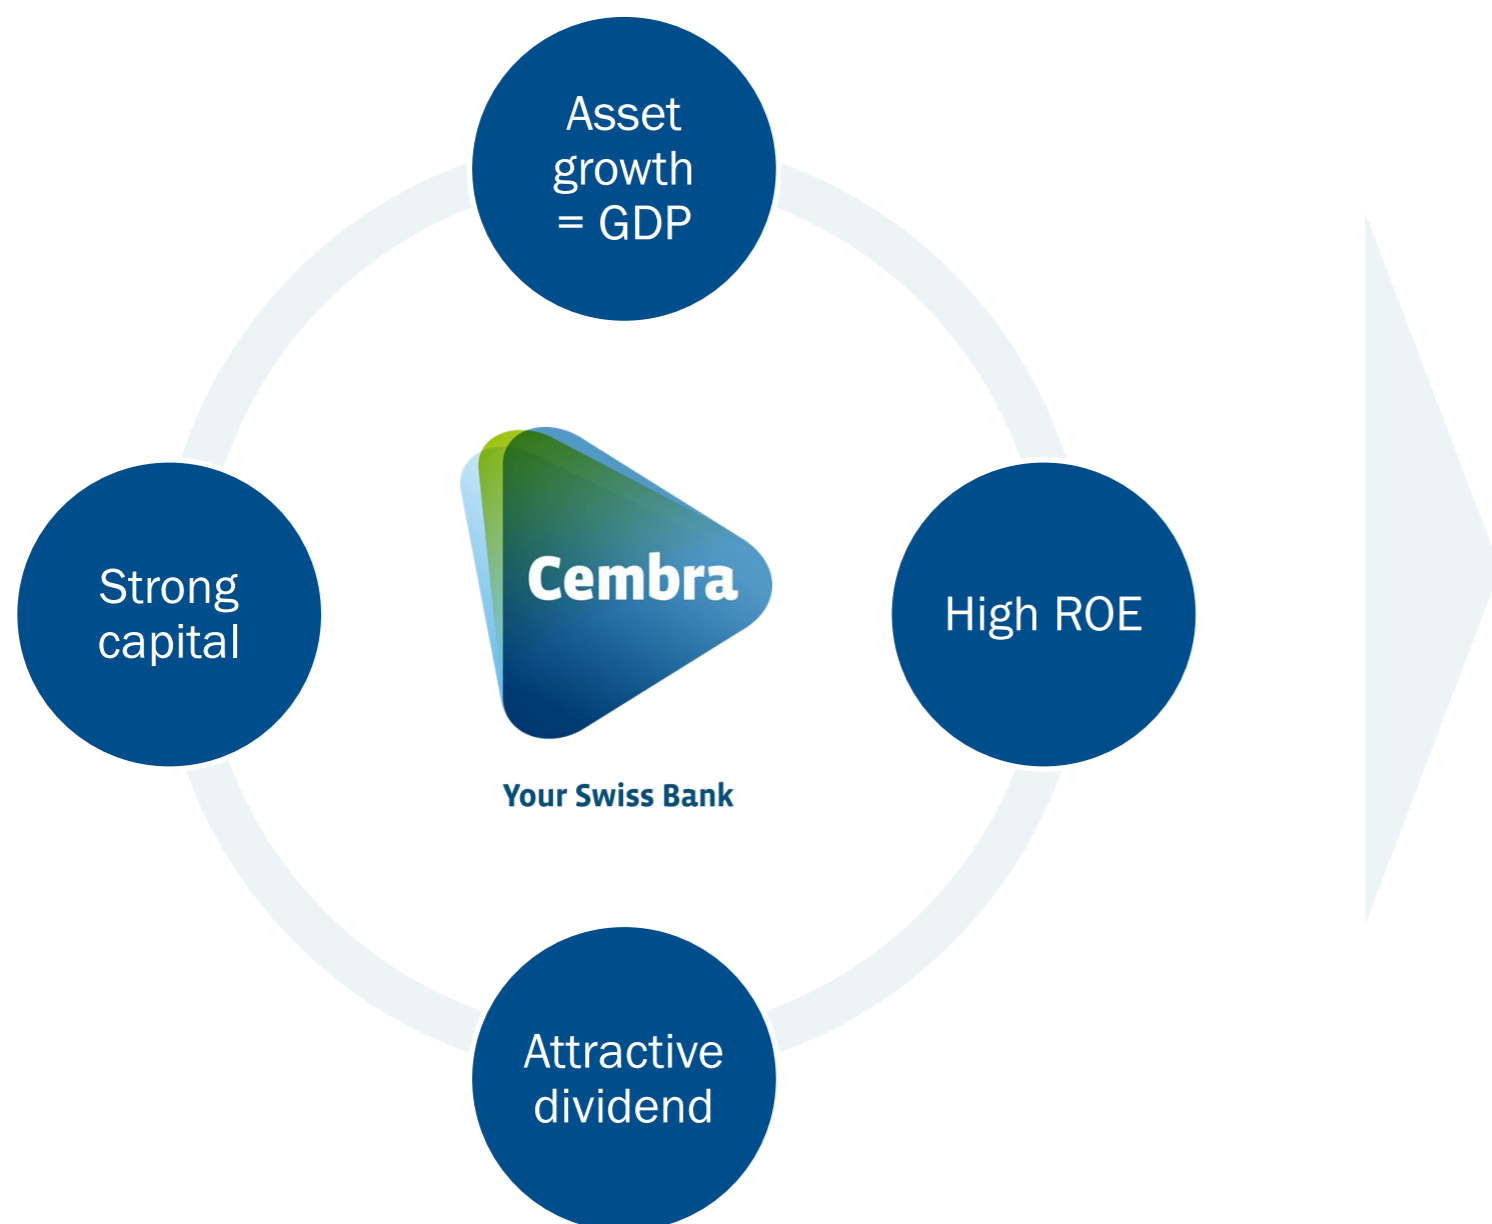 Asset
growth
= GDP
Strong
capital
Cembra
High ROE
Your Swiss Bank
Attractive
dividend